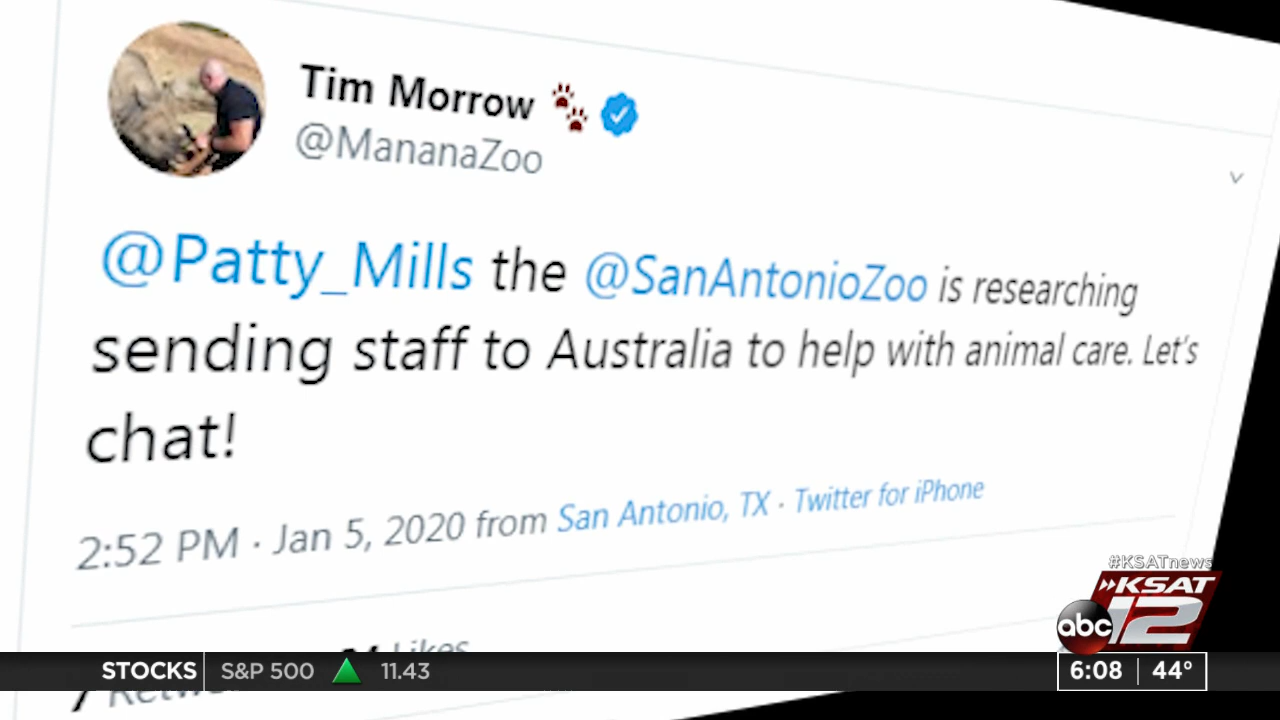 Tim Morrow
@MananaZoo
@Patty_Mills the @SanAntonioZoo is researching
sending staff to Australia to help with animal care. Let's
chat!
2:52 PM · Jan 5, 2020 from San Antonio, TX · Twitter for iPhone
Likes
#KSATnews
KSAT
abc 12
STOCKS S&P 500 11.43
6:08 44°